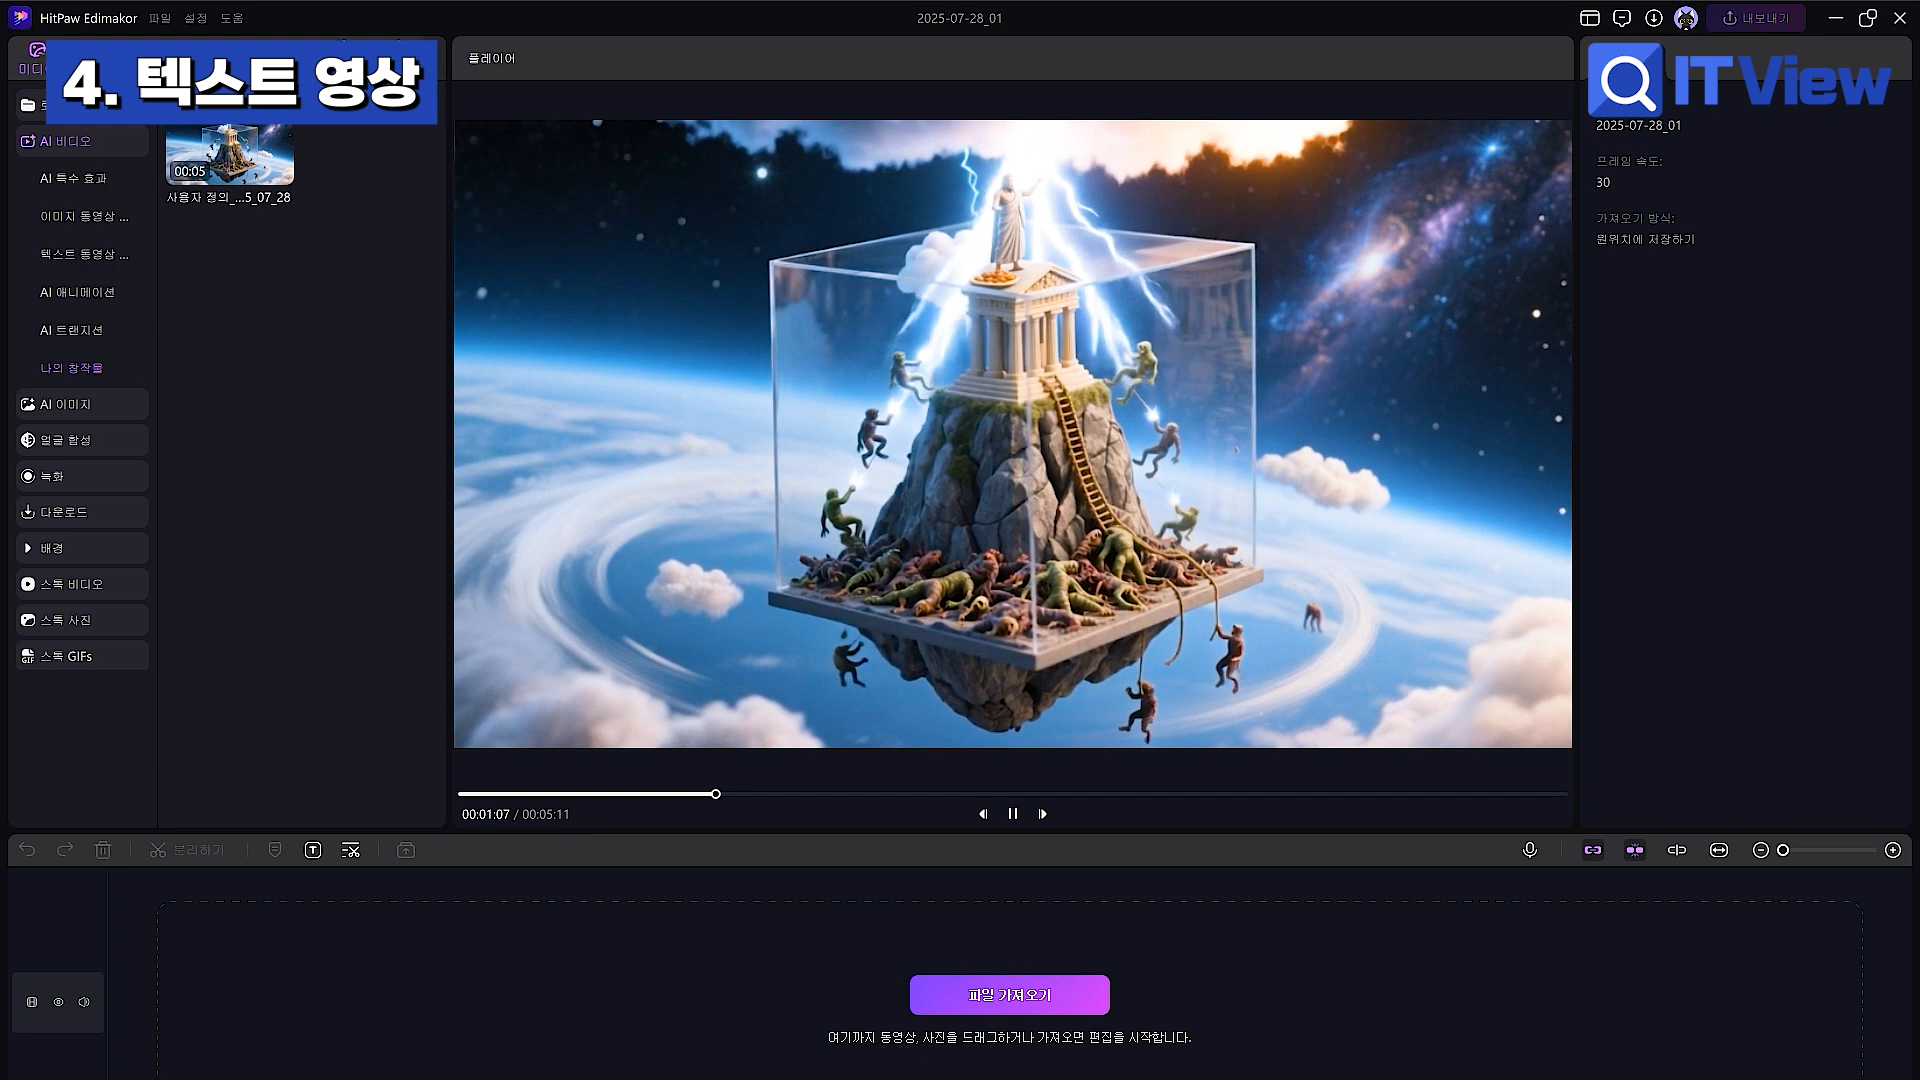 HitPaw Edimakor 파일 설정 도움
2025-07-28_01
내보내기
4. 텍스트 영상
ITView
플레이어
AI 비디오
AI 특수 효과
이미지 동영상 ...
텍스트 동영상 ...
AI 애니메이션
AI 트랜지션
나의 창작물
AI 이미지
얼굴 합성
녹화
다운로드
배경
스톡 비디오
스톡 사진
스톡 GIFs
00:05
사용자 정의_...5_07_28
2025-07-28_01
프레임 속도:
30
가져오기 방식:
원위치에 저장하기
00:01:07 / 00:05:11
분리하기
파일 가져오기
여기까지 동영상, 사진을 드래그하거나 가져오면 편집을 시작합니다.